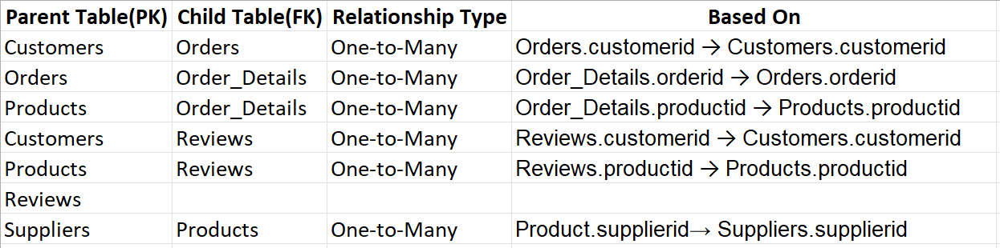 Parent Table(PK) Child Table(FK) Relationship Type Based On
Customers Orders One-to-Many Orders.customerid → Customers.customerid
Orders Order_Details One-to-Many Order_Details.orderid → Orders.orderid
Products Order_Details One-to-Many Order_Details.productid → Products.productid
Customers Reviews One-to-Many Reviews.customerid → Customers.customerid
Products Reviews One-to-Many Reviews.productid → Products.productid
Reviews
Suppliers Products One-to-Many Product.supplierid→ Suppliers.supplierid